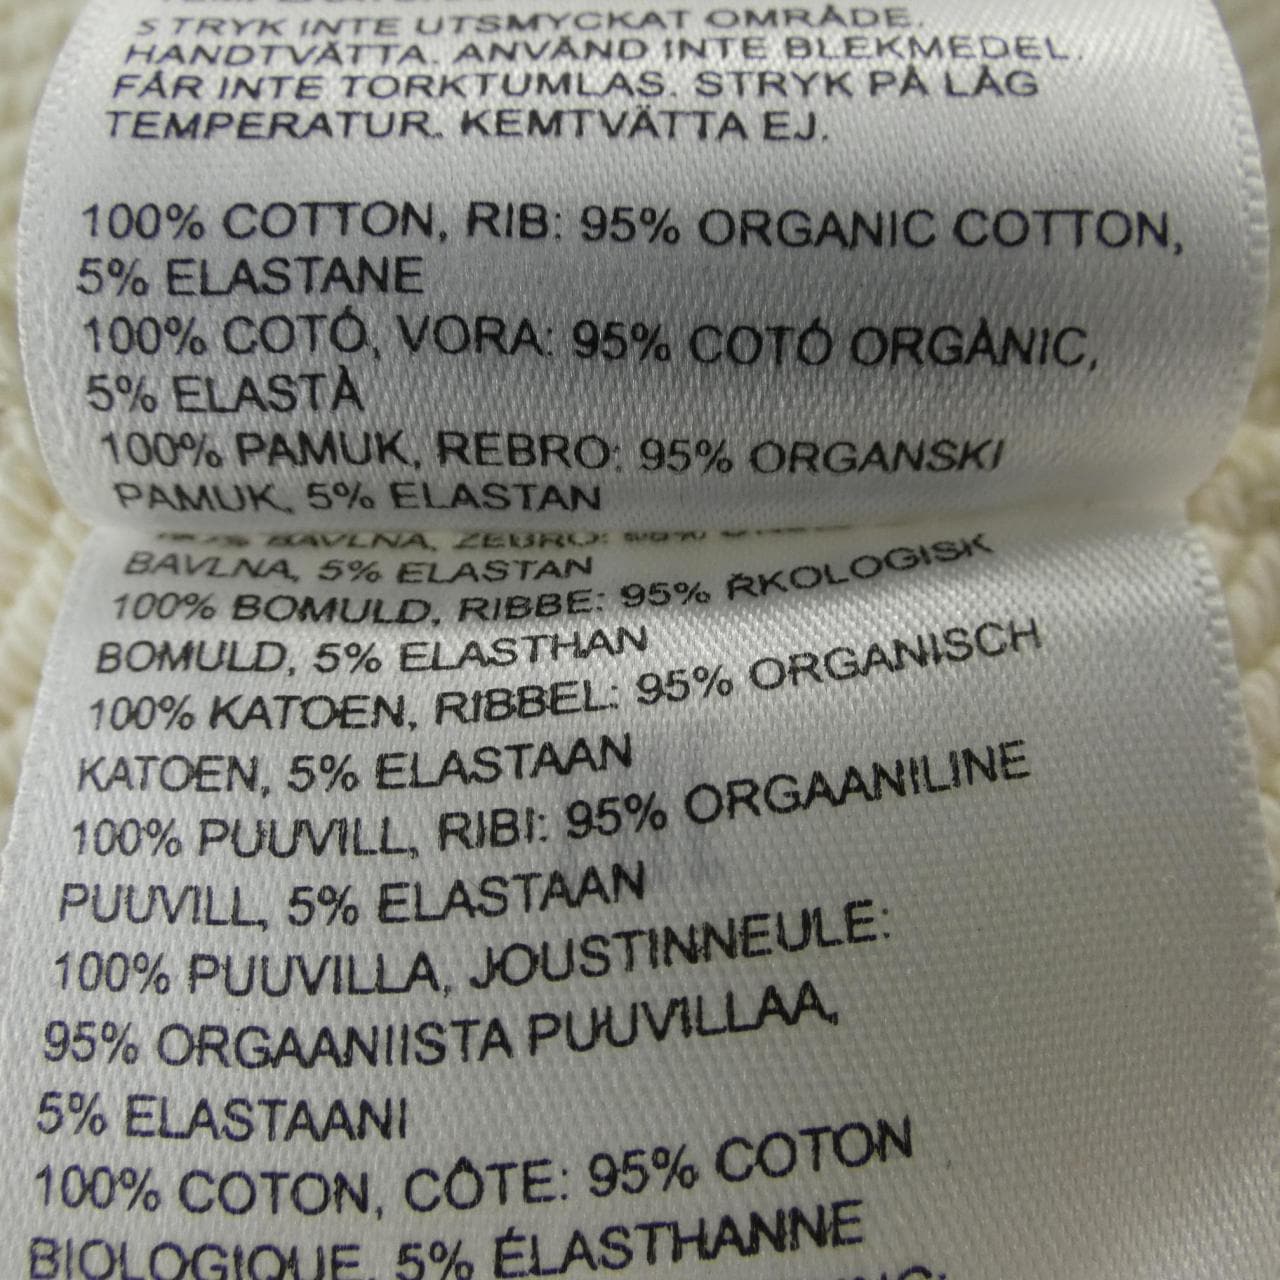 STRYK INTE UTSMYCKAT OMRÅDE.
HANDTVÄTTA. ANVÄND INTE BLEKMEDEL.
FÅR INTE TORKTUMLAS. STRYK PÅ LÅG
TEMPERATUR. KEMTVÄTTA EJ.
100% COTTON, RIB: 95% ORGANIC COTTON,
5% ELASTANE
100% COTÓ, VORA: 95% COTÓ ORGÀNIC,
5% ELASTÀ
100% PAMUK, REBRO: 95% ORGANSKI
PAMUK, 5% ELASTAN
BAVLNA, ŽEBRO:
BAVLNA, 5% ELASTAN
100% BOMULD, RIBBE: 95% ŘKOLOGISK
BOMULD, 5% ELASTHAN
100% KATOEN, RIBBEL: 95% ORGANISCH
KATOEN, 5% ELASTAAN
100% PUUVILL, RIBI: 95% ORGAANILINE
PUUVILL, 5% ELASTAAN
100% PUUVILLA, JOUSTINNEULE:
95% ORGAANIISTA PUUVILLAA,
5% ELASTAANI
100% COTON, CÔTE: 95% COTON
BIOLOGIQUE, 5% ÉLASTHANNE